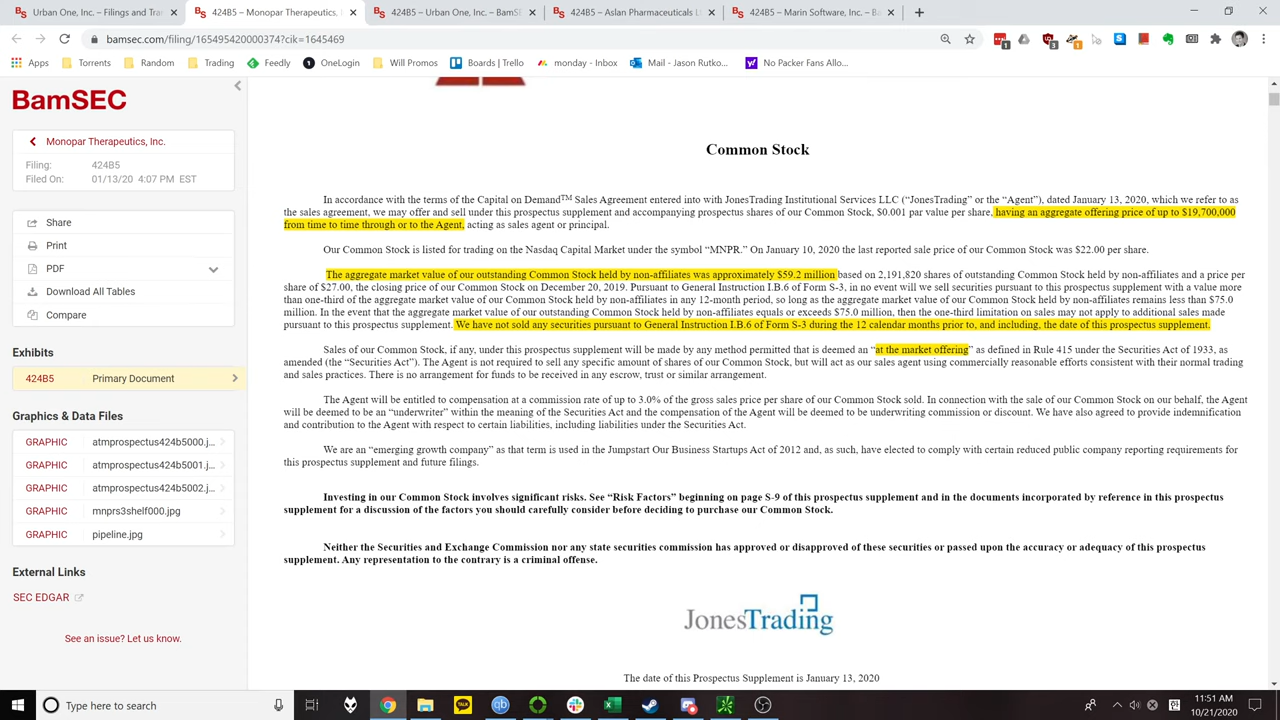 Urban One, Inc. – Filings and Tran
424B5 – Monopar Therapeutics, In
424B5 – Urban One, Inc. – BamSE
424B5 – Aslan Pharmaceuticals L
424B5 – Marin Software, Inc. – Ba
bamsec.com/filing/165495420000374?cik=1645469
Apps Torrents Random Trading Feedly OneLogin Will Promos Boards | Trello monday - Inbox Mail - Jason Rutko... No Packer Fans Allo...
BamSEC
Monopar Therapeutics, Inc.
Filing: 424B5
Filed On: 01/13/20 4:07 PM EST
Share
Print
PDF
Download All Tables
Compare
Exhibits
424B5 Primary Document
Graphics & Data Files
GRAPHIC atmprospectus424b5000.j...
GRAPHIC atmprospectus424b5001.j...
GRAPHIC atmprospectus424b5002.j...
GRAPHIC mnprs3shelf000.jpg
GRAPHIC pipeline.jpg
External Links
SEC EDGAR
See an issue? Let us know.
Common Stock
In accordance with the terms of the Capital on Demand™ Sales Agreement entered into with JonesTrading Institutional Services LLC (“JonesTrading” or the “Agent”), dated January 13, 2020, which we refer to as
the sales agreement, we may offer and sell under this prospectus supplement and accompanying prospectus shares of our Common Stock, $0.001 par value per share, having an aggregate offering price of up to $19,700,000
from time to time through or to the Agent, acting as sales agent or principal.
Our Common Stock is listed for trading on the Nasdaq Capital Market under the symbol “MNPR.” On January 10, 2020 the last reported sale price of our Common Stock was $22.00 per share.
The aggregate market value of our outstanding Common Stock held by non-affiliates was approximately $59.2 million based on 2,191,820 shares of outstanding Common Stock held by non-affiliates and a price per
share of $27.00, the closing price of our Common Stock on December 20, 2019. Pursuant to General Instruction I.B.6 of Form S-3, in no event will we sell securities pursuant to this prospectus supplement with a value more
than one-third of the aggregate market value of our Common Stock held by non-affiliates in any 12-month period, so long as the aggregate market value of our Common Stock held by non-affiliates remains less than $75.0
million. In the event that the aggregate market value of our outstanding Common Stock held by non-affiliates equals or exceeds $75.0 million, then the one-third limitation on sales may not apply to additional sales made
pursuant to this prospectus supplement. We have not sold any securities pursuant to General Instruction I.B.6 of Form S-3 during the 12 calendar months prior to, and including, the date of this prospectus supplement.
Sales of our Common Stock, if any, under this prospectus supplement will be made by any method permitted that is deemed an “at the market offering” as defined in Rule 415 under the Securities Act of 1933, as
amended (the “Securities Act”). The Agent is not required to sell any specific amount of shares of our Common Stock, but will act as our sales agent using commercially reasonable efforts consistent with their normal trading
and sales practices. There is no arrangement for funds to be received in any escrow, trust or similar arrangement.
The Agent will be entitled to compensation at a commission rate of up to 3.0% of the gross sales price per share of our Common Stock sold. In connection with the sale of our Common Stock on our behalf, the Agent
will be deemed to be an “underwriter” within the meaning of the Securities Act and the compensation of the Agent will be deemed to be underwriting commission or discount. We have also agreed to provide indemnification
and contribution to the Agent with respect to certain liabilities, including liabilities under the Securities Act.
We are an “emerging growth company” as that term is used in the Jumpstart Our Business Startups Act of 2012 and, as such, have elected to comply with certain reduced public company reporting requirements for
this prospectus supplement and future filings.
Investing in our Common Stock involves significant risks. See “Risk Factors” beginning on page S-9 of this prospectus supplement and in the documents incorporated by reference in this prospectus
supplement for a discussion of the factors you should carefully consider before deciding to purchase our Common Stock.
Neither the Securities and Exchange Commission nor any state securities commission has approved or disapproved of these securities or passed upon the accuracy or adequacy of this prospectus
supplement. Any representation to the contrary is a criminal offense.
JonesTrading
The date of this Prospectus Supplement is January 13, 2020
Type here to search
11:51 AM
10/21/2020